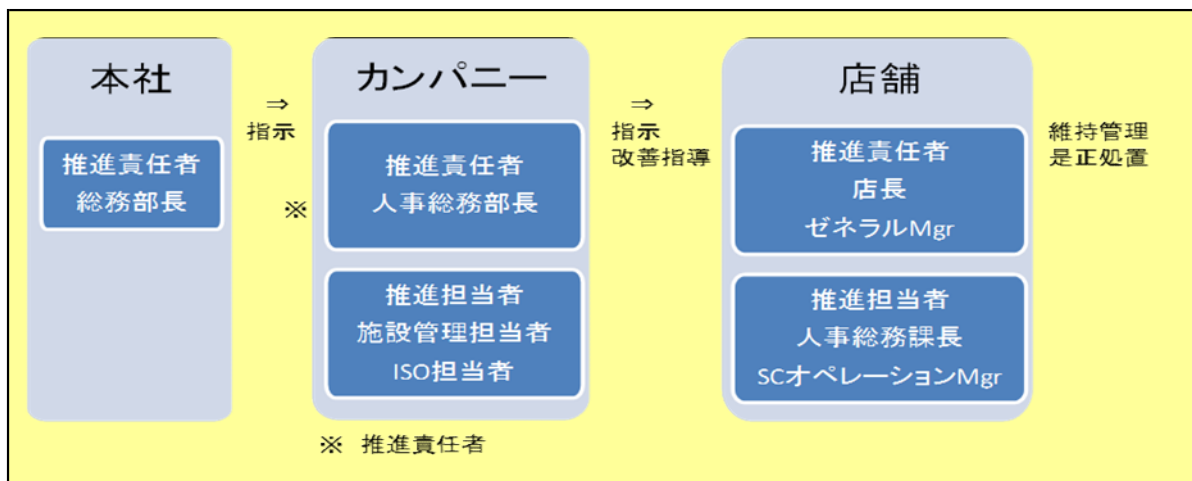 本社
推進責任者
総務部長
⇒
指示
※
カンパニー
推進責任者
人事総務部長
推進担当者
施設管理担当者
ISO担当者
※ 推進責任者
⇒
指示
改善指導
店舗
推進責任者
店長
ゼネラルMgr
推進担当者
人事総務課長
SCオペレーションMgr
維持管理
是正処置